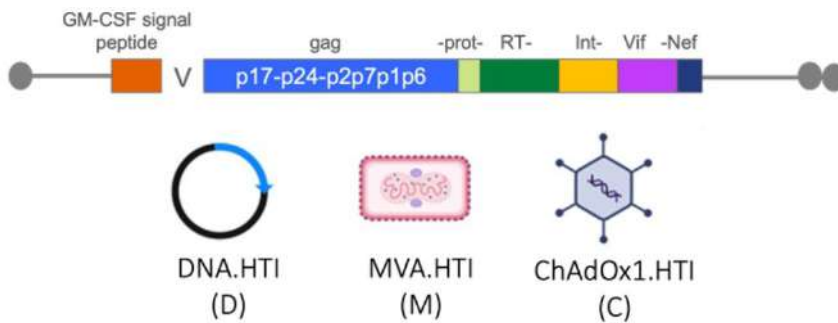 GM-CSF signal
peptide
gag
-prot- RT- Int- Vif -Nef
V
p17-p24-p2p7p1p6
DNA.HTI
(D)
MVA.HTI
(M)
ChAdOx1.HTI
(C)